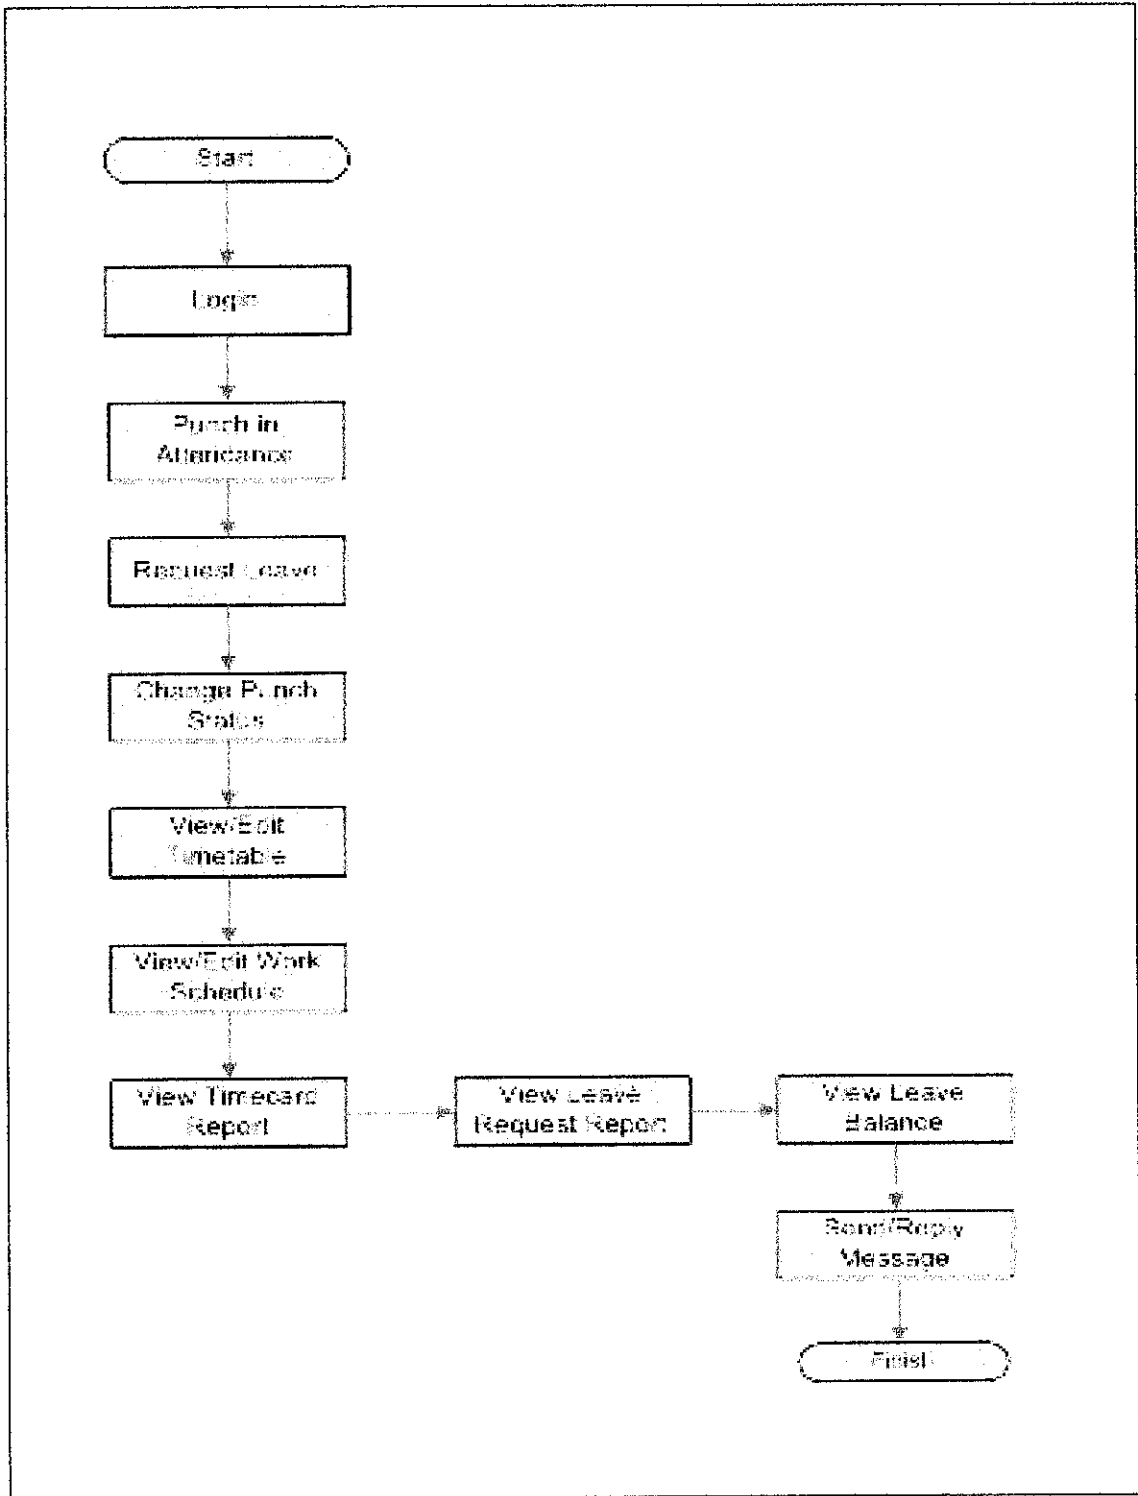 Start
Login
Punch in
Attendance
Request Leave
Change Punch
Status
View/Edit
Timetable
View/Edit Work
Schedule
View Timecard
Report
View Leave
Request Report
View Leave
Balance
Send/Reply
Message
Finish